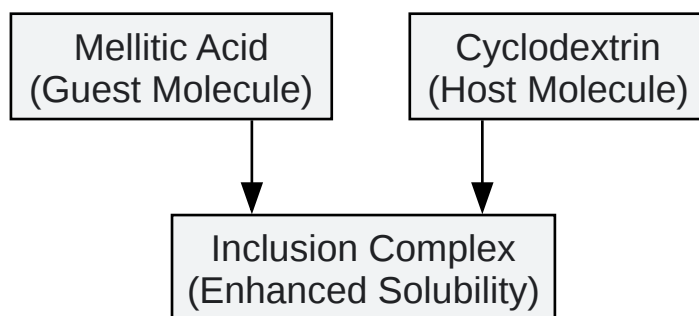 Mellitic Acid
(Guest Molecule)
Cyclodextrin
(Host Molecule)
Inclusion Complex
(Enhanced Solubility)